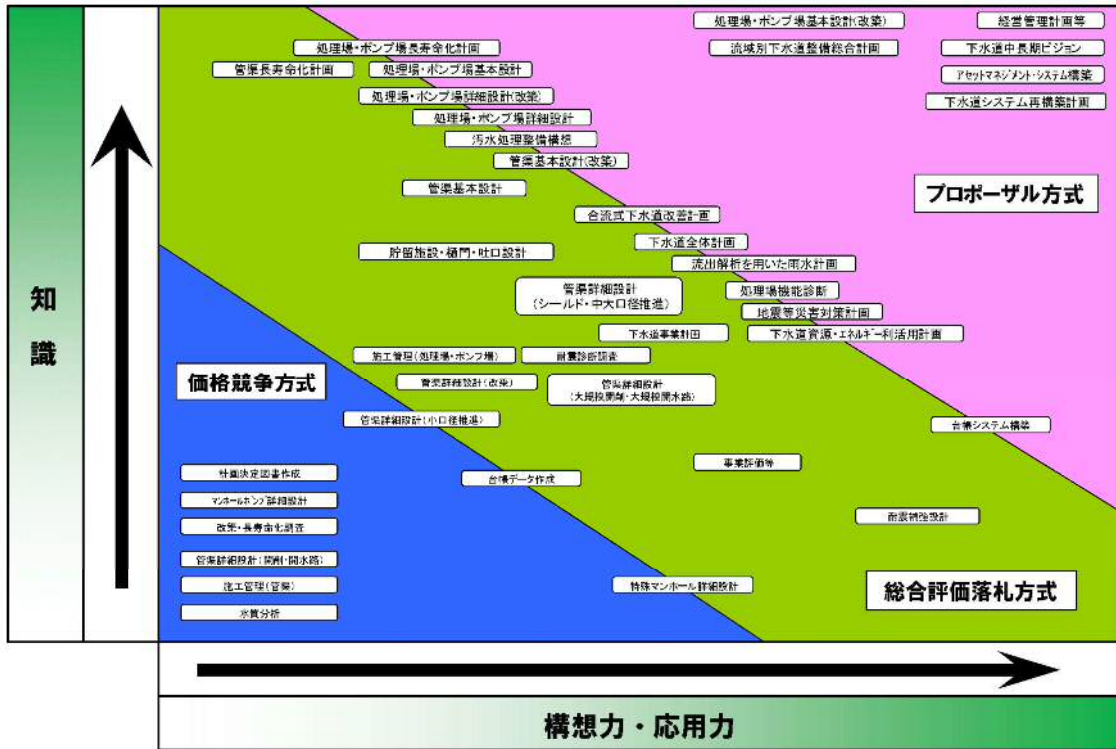 処理場・ポンプ場基本設計(改築)
経営管理計画等
処理場・ポンプ場長寿命化計画
流域別下水道整備総合計画
下水道中長期ビジョン
管渠長寿命化計画
処理場・ポンプ場基本設計
アセットマネジメント・システム構築
処理場・ポンプ場詳細設計(改築)
下水道システム再構築計画
処理場・ポンプ場詳細設計
汚水処理整備構想
管渠基本設計(改築)
管渠基本設計
プロポーザル方式
合流式下水道改善計画
下水道全体計画
貯留施設・樋門・吐口設計
流出解析を用いた雨水計画
管渠詳細設計
(シールド・中大口径推進)
処理場機能診断
地震等災害対策計画
知識
下水道事業計画
下水道資源・エネルギー利活用計画
施工管理(処理場・ポンプ場)
耐震診断調査
価格競争方式
管渠詳細設計(改築)
管渠詳細設計
(大規模開削・大規模開水路)
管渠詳細設計(小口径推進)
台帳システム構築
事業評価等
計画決定図書作成
台帳データ作成
マンホールポンプ詳細設計
改築・長寿命化調査
耐震補強設計
管渠詳細設計(開削・開水路)
施工管理(管渠)
特殊マンホール詳細設計
総合評価落札方式
水質分析
構想力・応用力